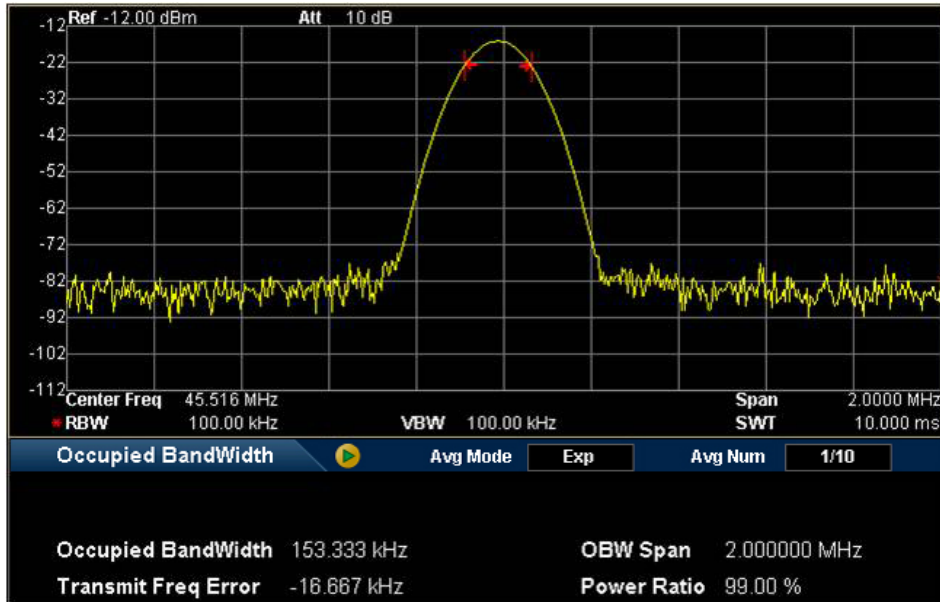 Ref -12.00 dBm Att 10 dB
-12
-22
-32
-42
-52
-62
-72
-82
-92
-102
-112
Center Freq 45.516 MHz Span 2.0000 MHz
* RBW 100.00 kHz VBW 100.00 kHz SWT 10.000 ms
Occupied BandWidth Avg Mode Exp Avg Num 1/10
Occupied BandWidth 153.333 kHz OBW Span 2.000000 MHz
Transmit Freq Error -16.667 kHz Power Ratio 99.00 %